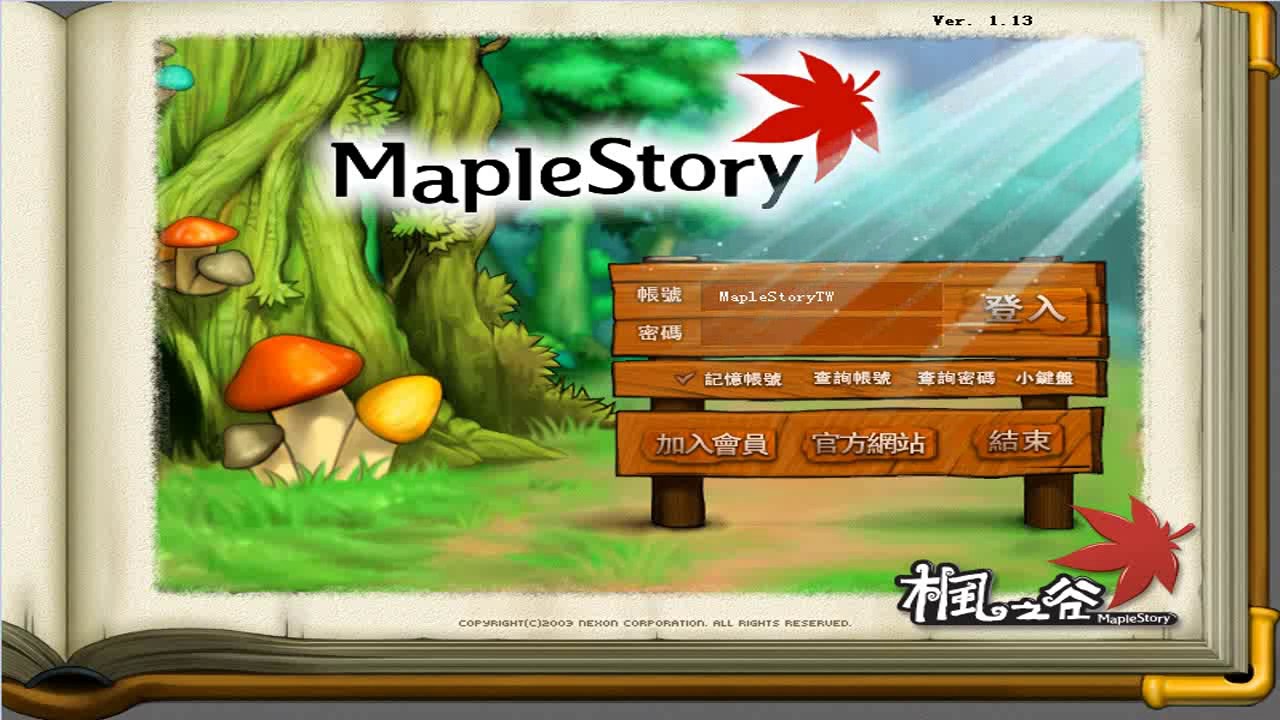 Ver. 1.13
MapleStory
帳號 MapleStoryTW
登入
密碼
記憶帳號 查詢帳號 查詢密碼 小鍵盤
加入會員 官方網站 結束
楓之谷
MapleStory
COPYRIGHT(C)2003 NEXON CORPORATION. ALL RIGHTS RESERVED.